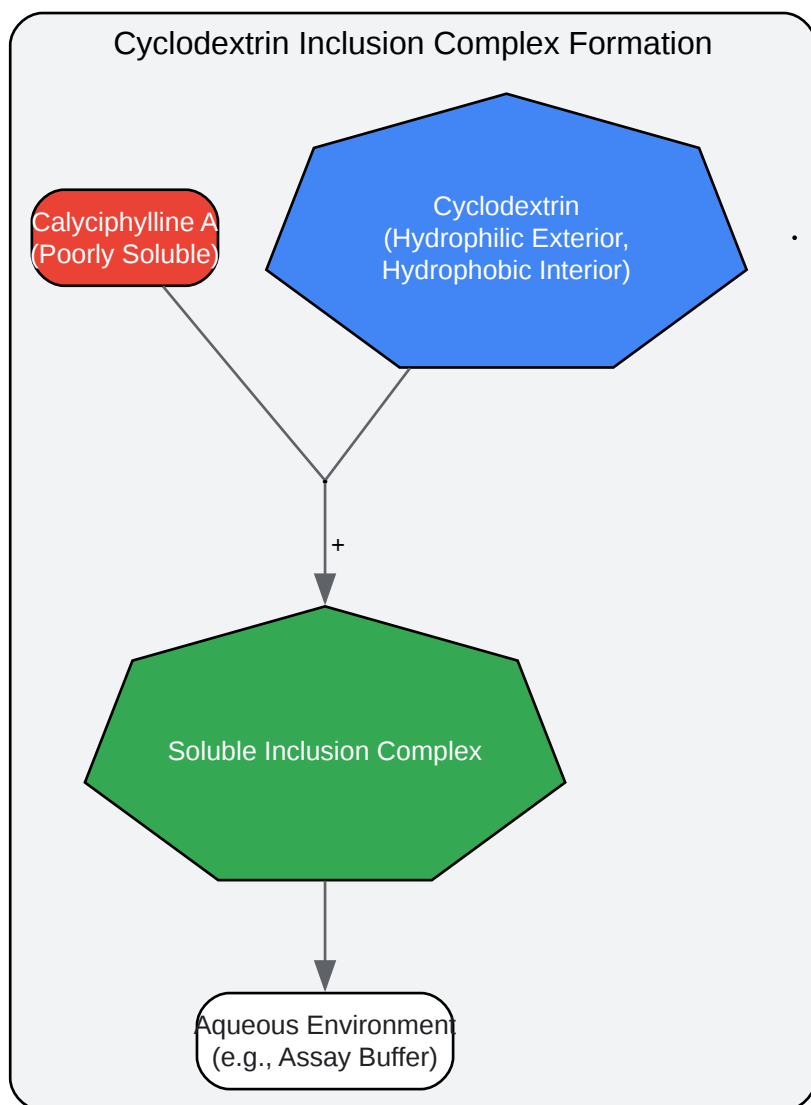 Cyclodextrin Inclusion Complex Formation
Calyciphylline A
(Poorly Soluble)
Cyclodextrin
(Hydrophilic Exterior,
Hydrophobic Interior)
+
Soluble Inclusion Complex
Aqueous Environment
(e.g., Assay Buffer)